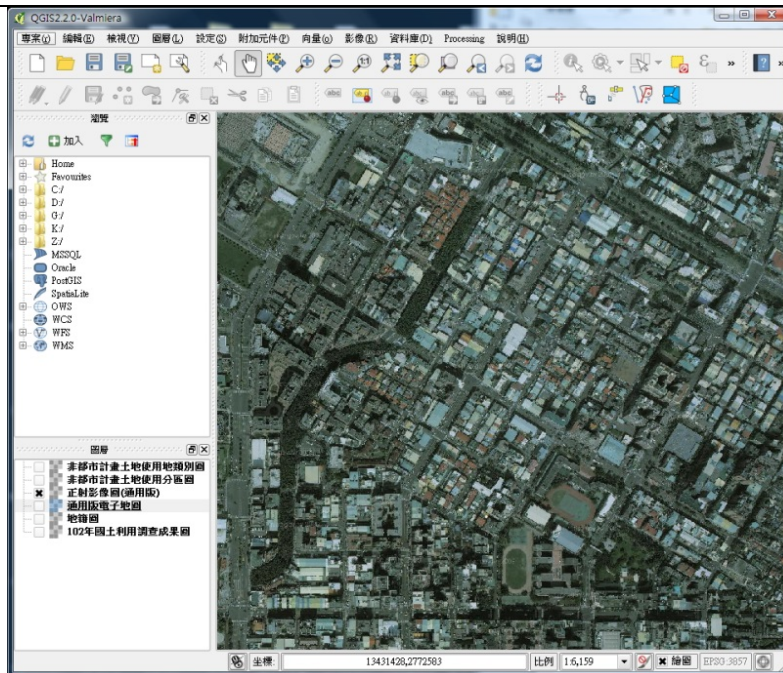 QGIS2.2.0-Valmiera
專案(J) 編輯(E) 檢視(V) 圖層(L) 設定(S) 附加元件(P) 向量(O) 影像(R) 資料庫(D) Processing 說明(H)
瀏覽
加入
Home
Favourites
C:/
D:/
G:/
K:/
Z:/
MSSQL
Oracle
PostGIS
SpatiaLite
OWS
WCS
WFS
WMS
圖層
非都市計畫土地使用地類別圖
非都市計畫土地使用分區圖
正射影像圖(通用版)
通用版電子地圖
地籍圖
102年國土利用調查成果圖
坐標: 13431428,2772583 比例 1:6,159 繪圖 EPSG:3857